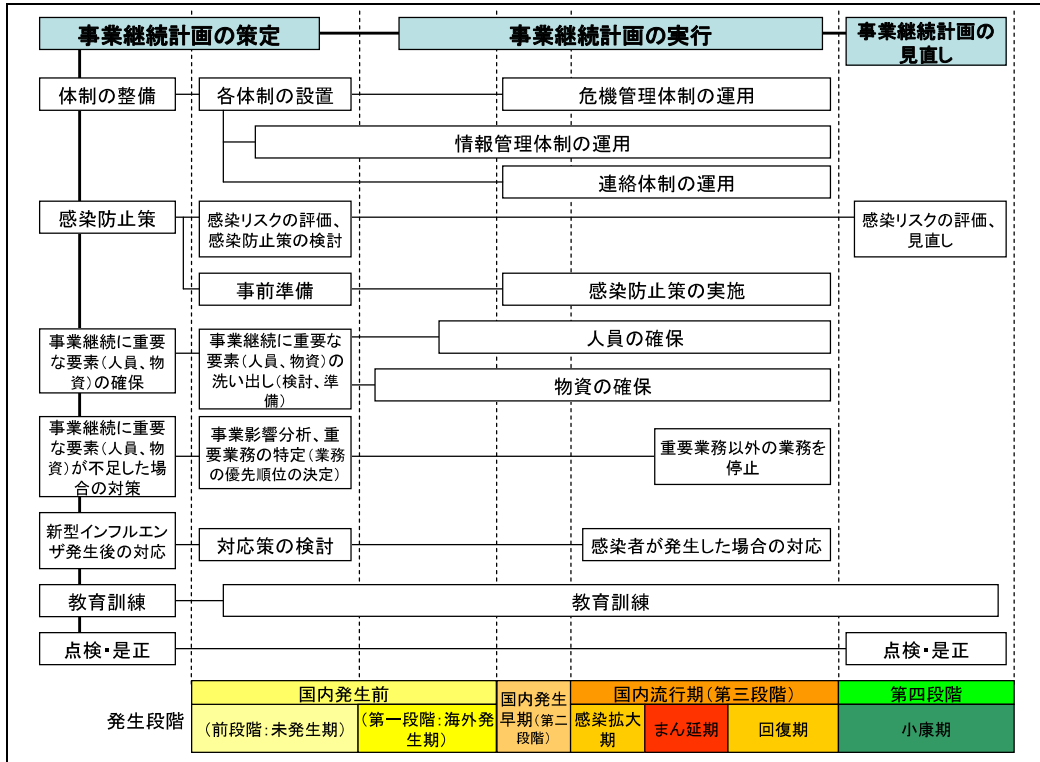 事業継続計画の策定
事業継続計画の実行
事業継続計画の
見直し
体制の整備
各体制の設置
危機管理体制の運用
情報管理体制の運用
連絡体制の運用
感染防止策
感染リスクの評価、
感染防止策の検討
感染リスクの評価、
見直し
事前準備
感染防止策の実施
事業継続に重要
な要素(人員、物
資)の確保
事業継続に重要な
要素(人員、物資)の
洗い出し(検討、準
備)
人員の確保
物資の確保
事業継続に重要
な要素(人員、物
資)が不足した場
合の対策
事業影響分析、重
要業務の特定(業務
の優先順位の決定)
重要業務以外の業務を
停止
新型インフルエン
ザ発生後の対応
対応策の検討
感染者が発生した場合の対応
教育訓練
教育訓練
点検・是正
点検・是正
発生段階
国内発生前
(前段階:未発生期)
(第一段階:海外発
生期)
国内発生
早期(第二
段階)
国内流行期(第三段階)
感染拡大
期
まん延期
回復期
第四段階
小康期